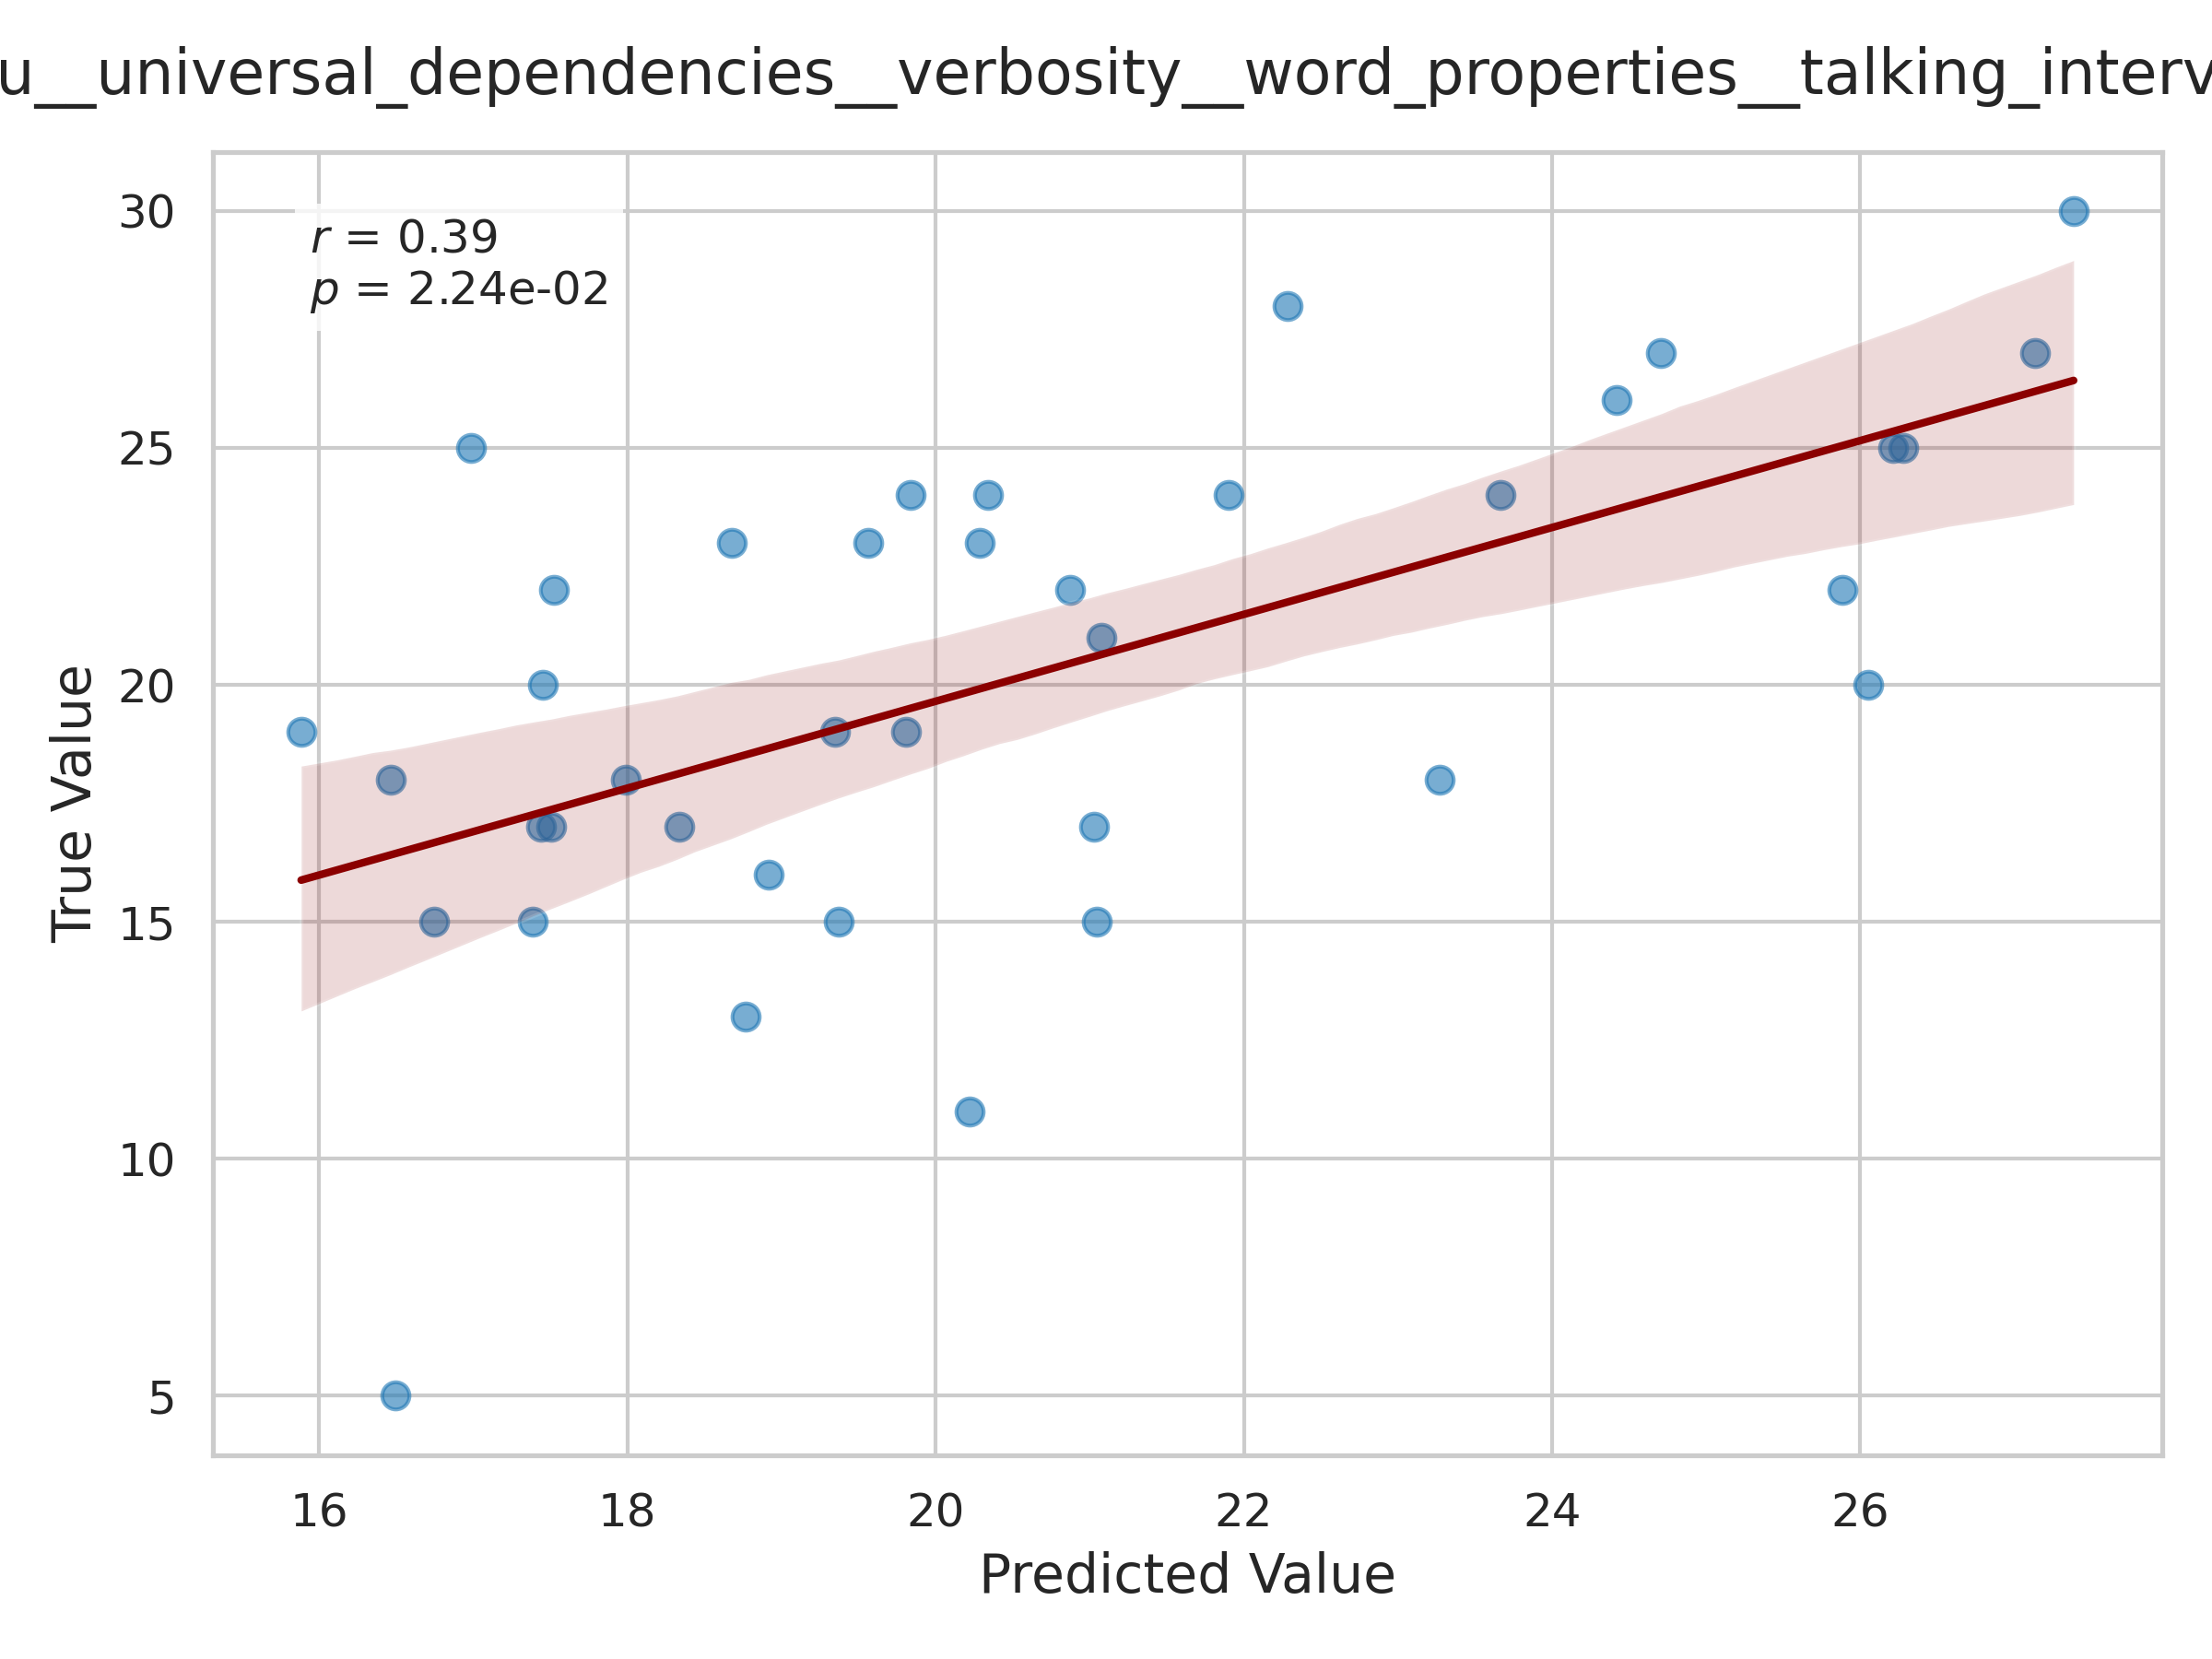 u__universal_dependencies__verbosity__word_properties__talking_interv
30
r = 0.39
p = 2.24e-02
25
20
15
10
5
True Value
16 18 20 22 24 26
Predicted Value